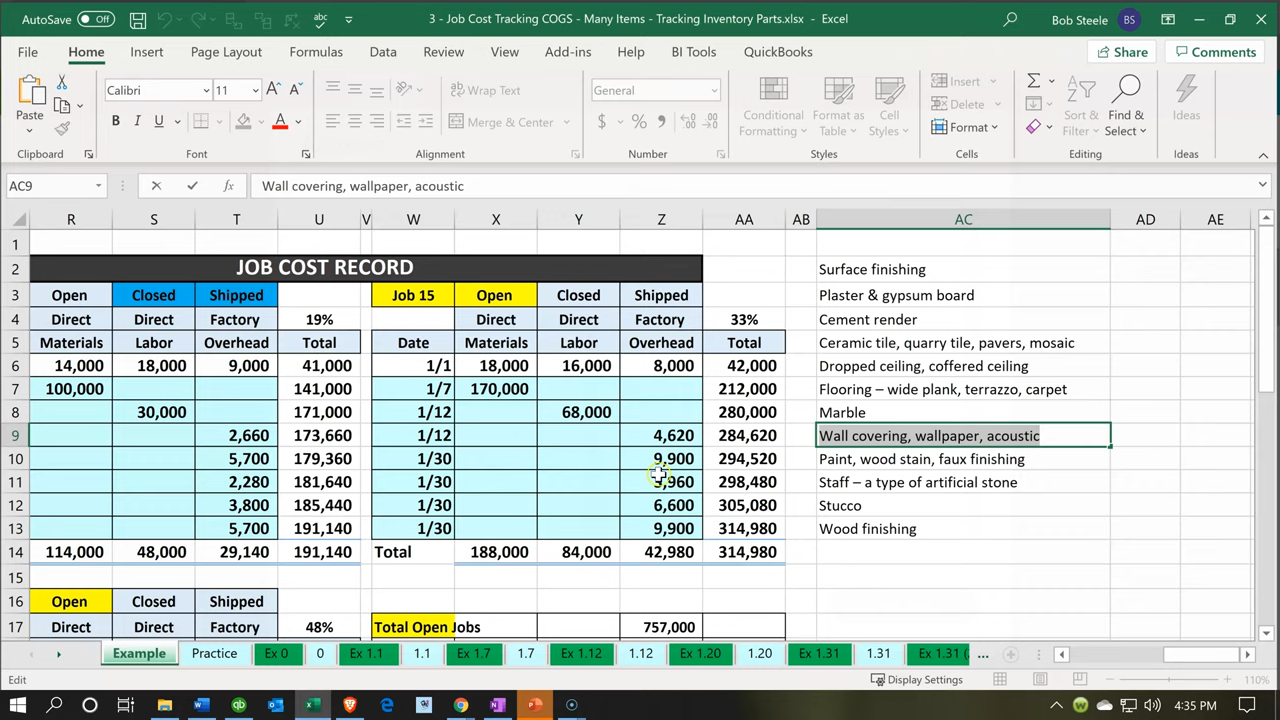 AutoSave Off 3 - Job Cost Tracking COGS - Many Items - Tracking Inventory Parts.xlsx - Excel Bob Steele BS
File Home Insert Page Layout Formulas Data Review View Add-ins Help BI Tools QuickBooks Share Comments
Paste Calibri 11 Wrap Text General Conditional Formatting Format as Table Cell Styles Insert Sort & Filter Find & Select Ideas
B I U Merge & Center $ % Delete
Format
Clipboard Font Alignment Number Styles Cells Editing Ideas
AC9 fx Wall covering, wallpaper, acoustic
R S T U V W X Y Z AA AB AC AD AE
1
2 JOB COST RECORD Surface finishing
3 Open Closed Shipped Job 15 Open Closed Shipped Plaster & gypsum board
4 Direct Direct Factory 19% Direct Direct Factory 33% Cement render
5 Materials Labor Overhead Total Date Materials Labor Overhead Total Ceramic tile, quarry tile, pavers, mosaic
6 14,000 18,000 9,000 41,000 1/1 18,000 16,000 8,000 42,000 Dropped ceiling, coffered ceiling
7 100,000 141,000 1/7 170,000 212,000 Flooring – wide plank, terrazzo, carpet
8 30,000 171,000 1/12 68,000 280,000 Marble
9 2,660 173,660 1/12 4,620 284,620 Wall covering, wallpaper, acoustic
10 5,700 179,360 1/30 9,900 294,520 Paint, wood stain, faux finishing
11 2,280 181,640 1/30 298,480 Staff – a type of artificial stone
12 3,800 185,440 1/30 6,600 305,080 Stucco
13 5,700 191,140 1/30 9,900 314,980 Wood finishing
14 114,000 48,000 29,140 191,140 Total 188,000 84,000 42,980 314,980
15
16 Open Closed Shipped
17 Direct Direct Factory 48% Total Open Jobs 757,000
Example Practice Ex 0 0 Ex 1.1 1.1 Ex 1.7 1.7 Ex 1.12 1.12 Ex 1.20 1.20 Ex 1.31 1.31 Ex 1.31 ( ...
Edit Display Settings 110%
4:35 PM